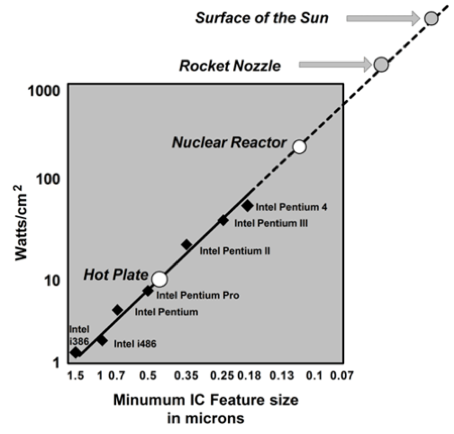 Surface of the Sun
Rocket Nozzle
1000
Nuclear Reactor
100
Intel Pentium 4
Intel Pentium III
Watts/cm2
Intel Pentium II
Hot Plate
10
Intel Pentium Pro
Intel Pentium
Intel
i386
Intel i486
1
1.5 1 0.7 0.5 0.35 0.25 0.18 0.13 0.1 0.07
Minumum IC Feature size
in microns